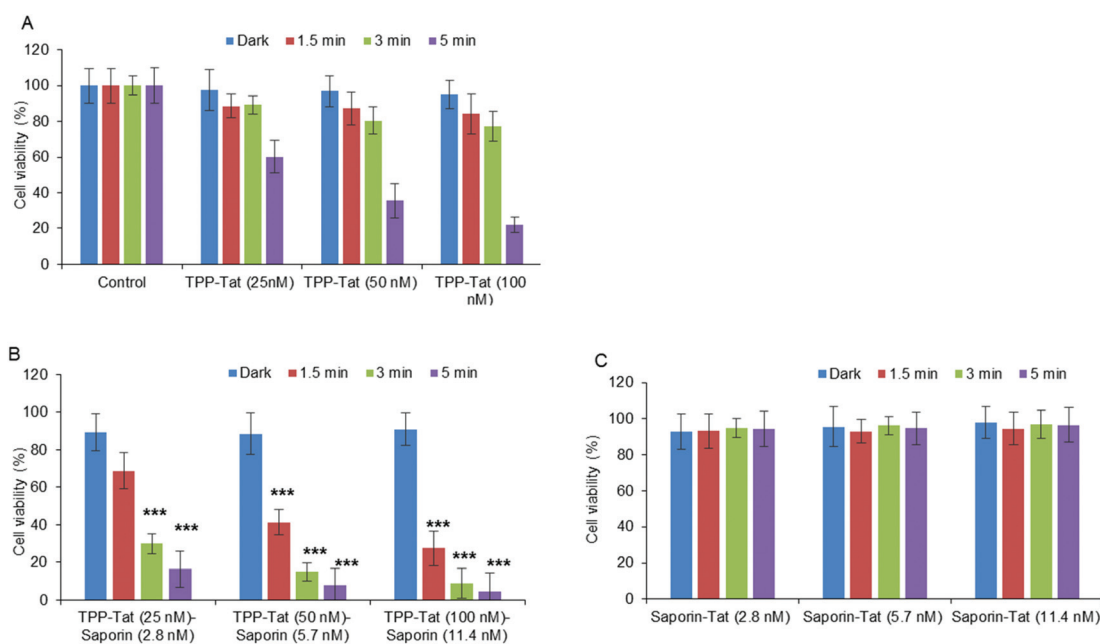 A
Dark 1.5 min 3 min 5 min
120
100
80
60
40
20
0
Cell viability (%)
Control TPP-Tat (25nM) TPP-Tat (50 nM) TPP-Tat (100
nM)
B
Dark 1.5 min 3 min 5 min
120
100
80
60
40
20
0
Cell viability (%)
*** *** *** *** *** *** *** ***
TPP-Tat (25 nM)- TPP-Tat (50 nM)- TPP-Tat (100 nM)-
Saporin (2.8 nM) Saporin (5.7 nM) Saporin (11.4 nM)
C
Dark 1.5 min 3 min 5 min
120
100
80
60
40
20
0
Cell viability (%)
Saporin-Tat (2.8 nM) Saporin-Tat (5.7 nM) Saporin-Tat (11.4 nM)